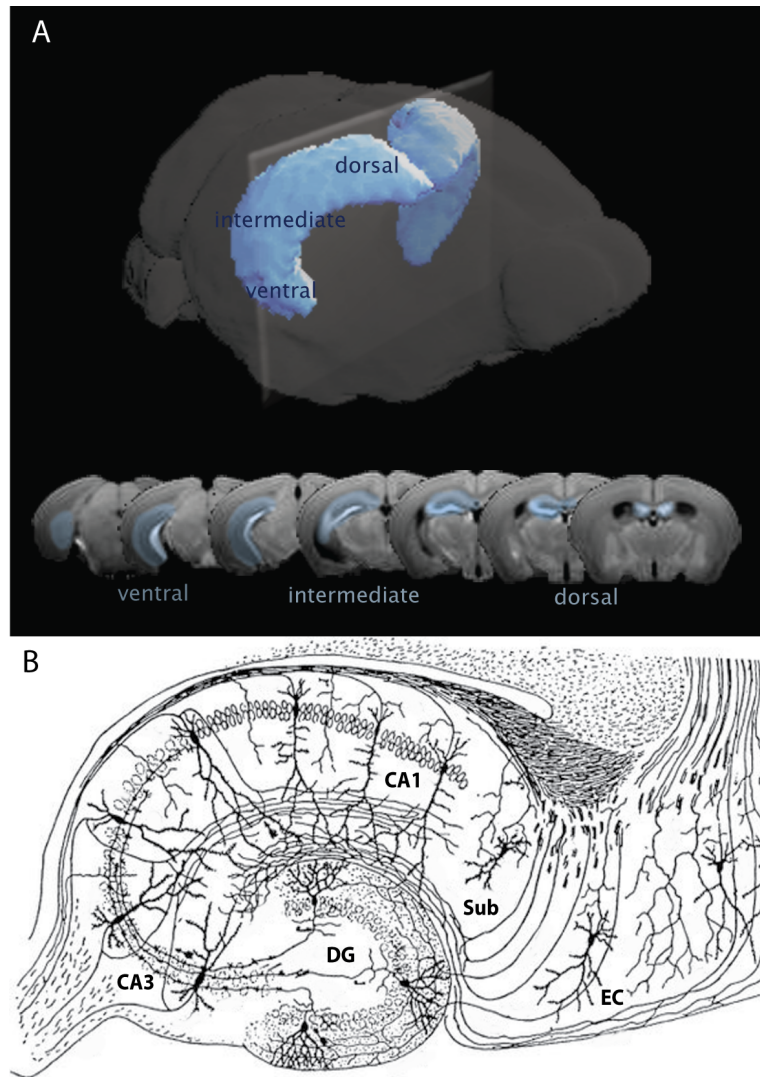 A
dorsal
intermediate
ventral
ventral intermediate dorsal
B
CA1
Sub
DG
CA3
EC